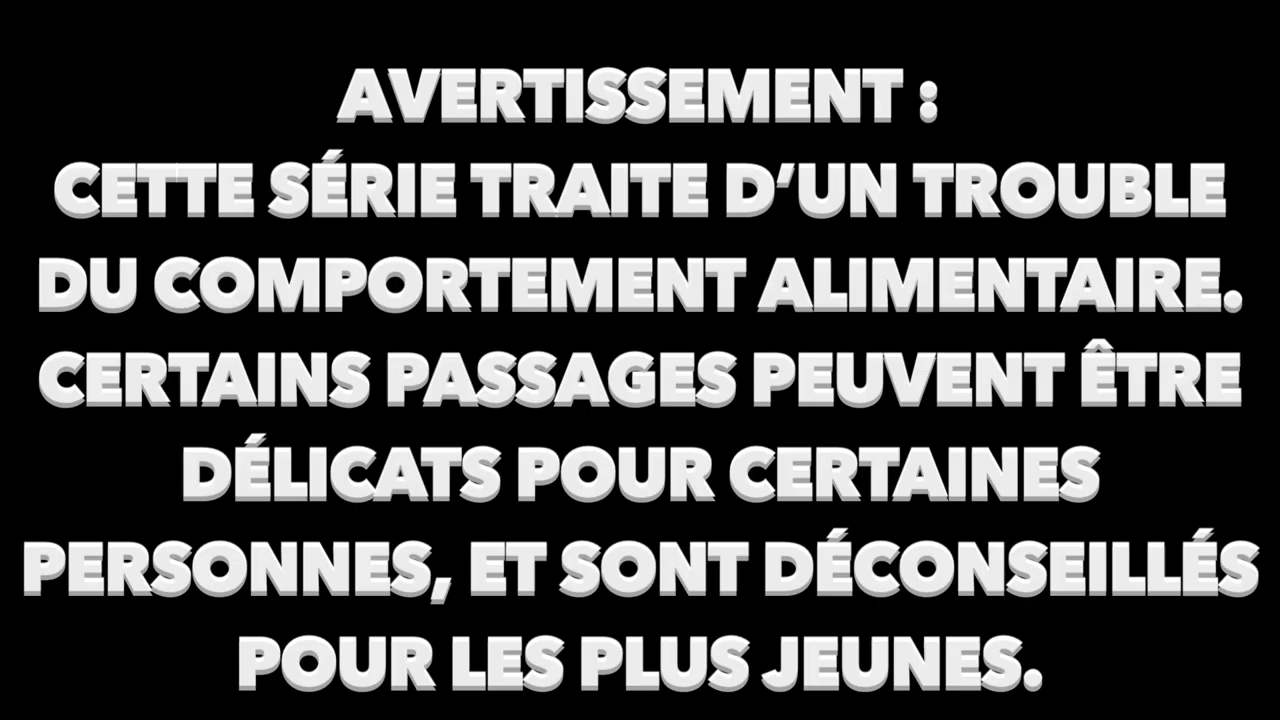 AVERTISSEMENT :
CETTE SÉRIE TRAITE D’UN TROUBLE
DU COMPORTEMENT ALIMENTAIRE.
CERTAINS PASSAGES PEUVENT ÊTRE
DÉLICATS POUR CERTAINES
PERSONNES, ET SONT DÉCONSEILLÉS
POUR LES PLUS JEUNES.